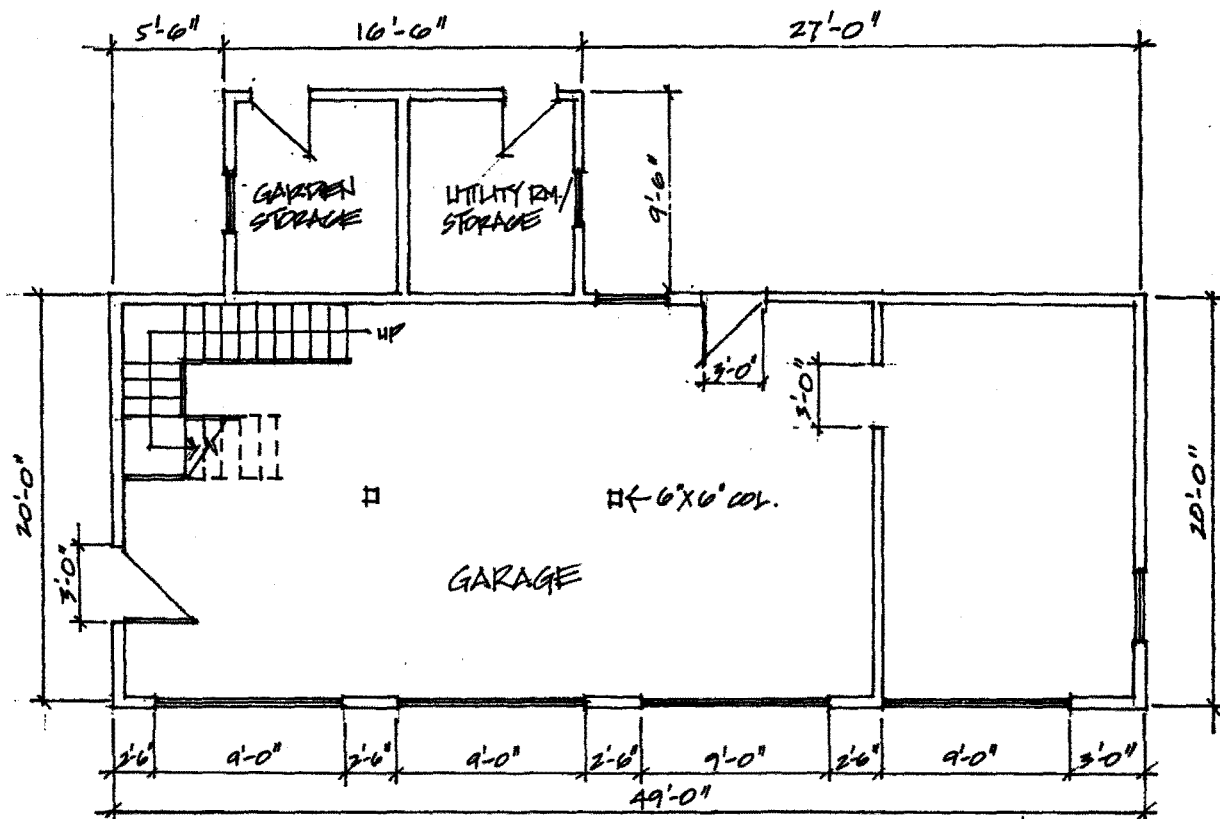 5'-6"
16'-6"
27'-0"
GARDEN
STORAGE
UTILITY RM/
STORAGE
9'-6"
UP
3'-0"
3'-0"
20'-0"
20'-0"
6"X6" COL.
3'-0"
GARAGE
2'-6"
9'-0"
2'-6"
9'-0"
2'-6"
9'-0"
2'-6"
9'-0"
3'-0"
49'-0"